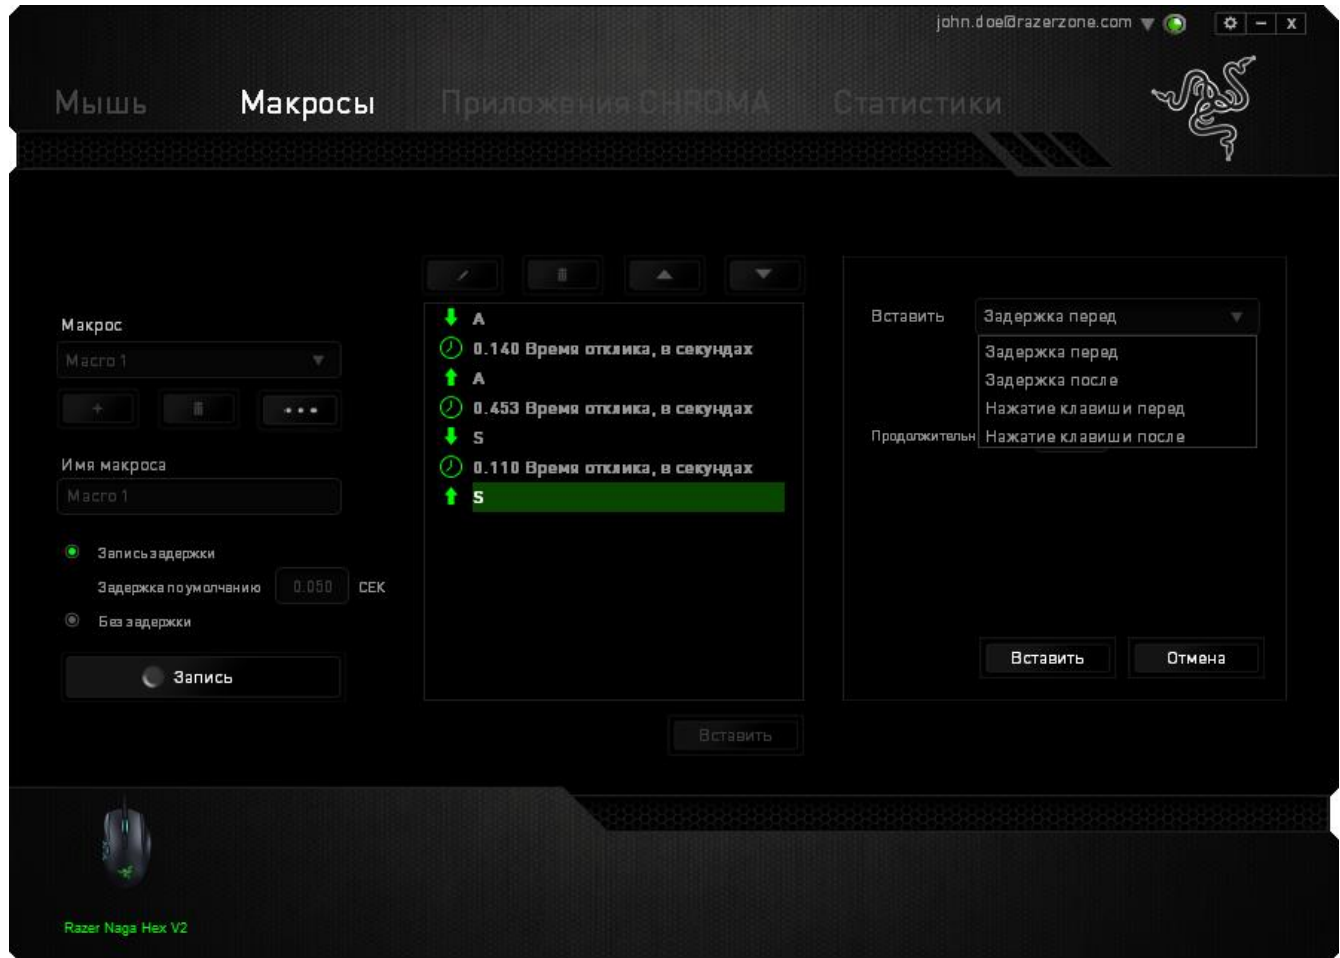 john.doe@razerzone.com
Мышь
Макросы
Приложения CHROMA
Статистики
Макрос
Macro 1
Имя макроса
Macro 1
Запись задержки
Задержка по умолчанию 0.050 СЕК
Без задержки
Запись
A
0.140 Время отклика, в секундах
A
0.453 Время отклика, в секундах
S
0.110 Время отклика, в секундах
S
Вставить
Вставить Задержка перед
Задержка перед
Задержка после
Нажатие клавиши перед
Продолжительн Нажатие клавиши после
Вставить
Отмена
Razer Naga Hex V2